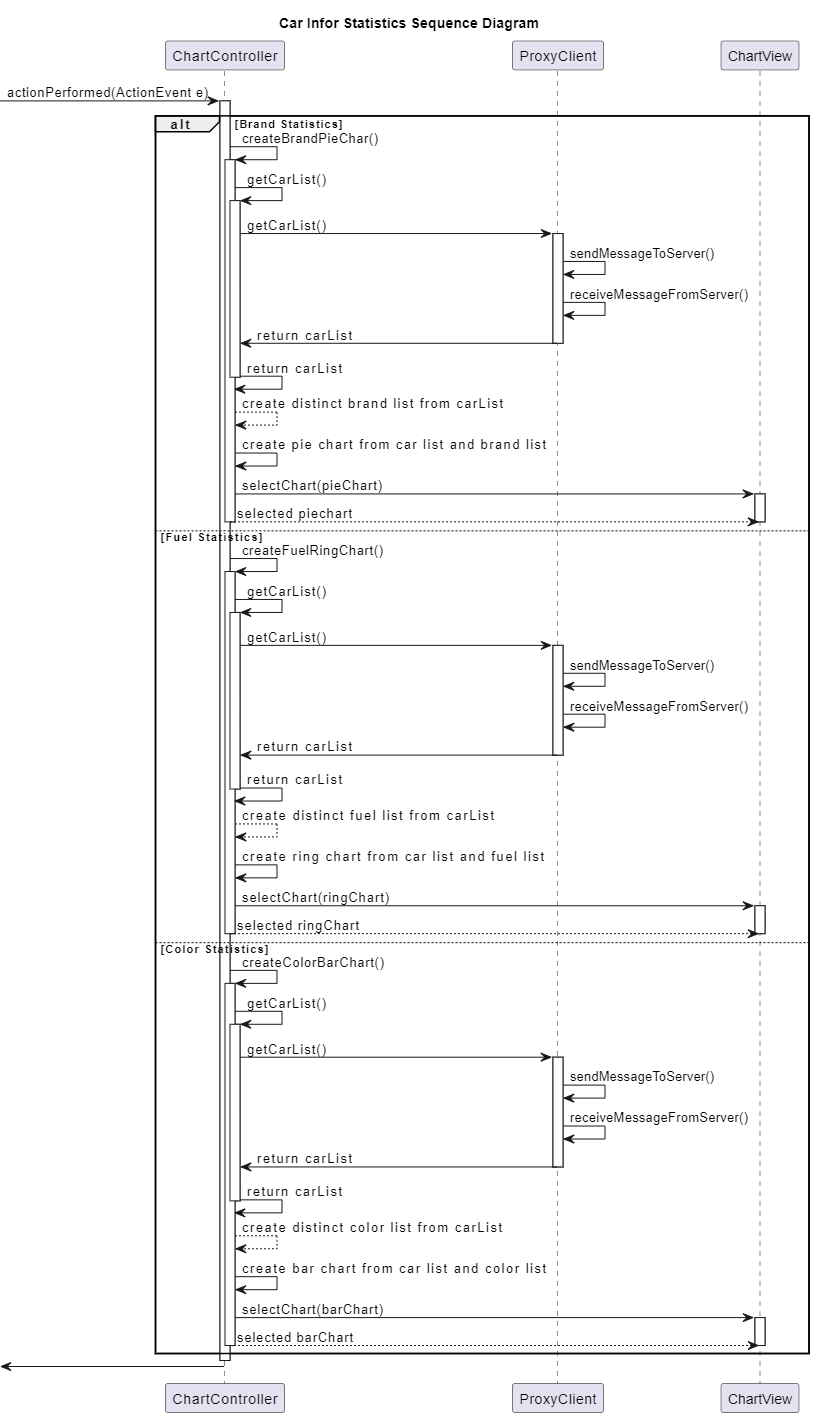 Car Infor Statistics Sequence Diagram
ChartController ProxyClient ChartView
actionPerformed(ActionEvent e)
alt [Brand Statistics]
createBrandPieChar()
getCarList()
getCarList()
sendMessageToServer()
receiveMessageFromServer()
return carList
return carList
create distinct brand list from carList
create pie chart from car list and brand list
selectChart(pieChart)
selected piechart
[Fuel Statistics]
createFuelRingChart()
getCarList()
getCarList()
sendMessageToServer()
receiveMessageFromServer()
return carList
return carList
create distinct fuel list from carList
create ring chart from car list and fuel list
selectChart(ringChart)
selected ringChart
[Color Statistics]
createColorBarChart()
getCarList()
getCarList()
sendMessageToServer()
receiveMessageFromServer()
return carList
return carList
create distinct color list from carList
create bar chart from car list and color list
selectChart(barChart)
selected barChart
ChartController ProxyClient ChartView